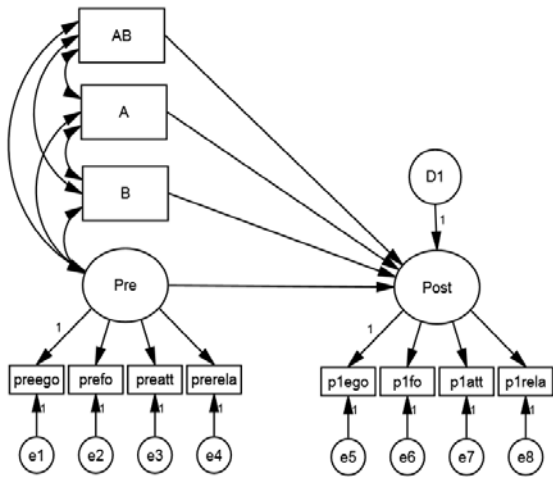 AB
A
B
D1
1
Pre
Post
1
1
preego prefo preatt prerela
p1ego p1fo p1att p1rela
1 1 1 1
1 1 1 1
e1 e2 e3 e4
e5 e6 e7 e8